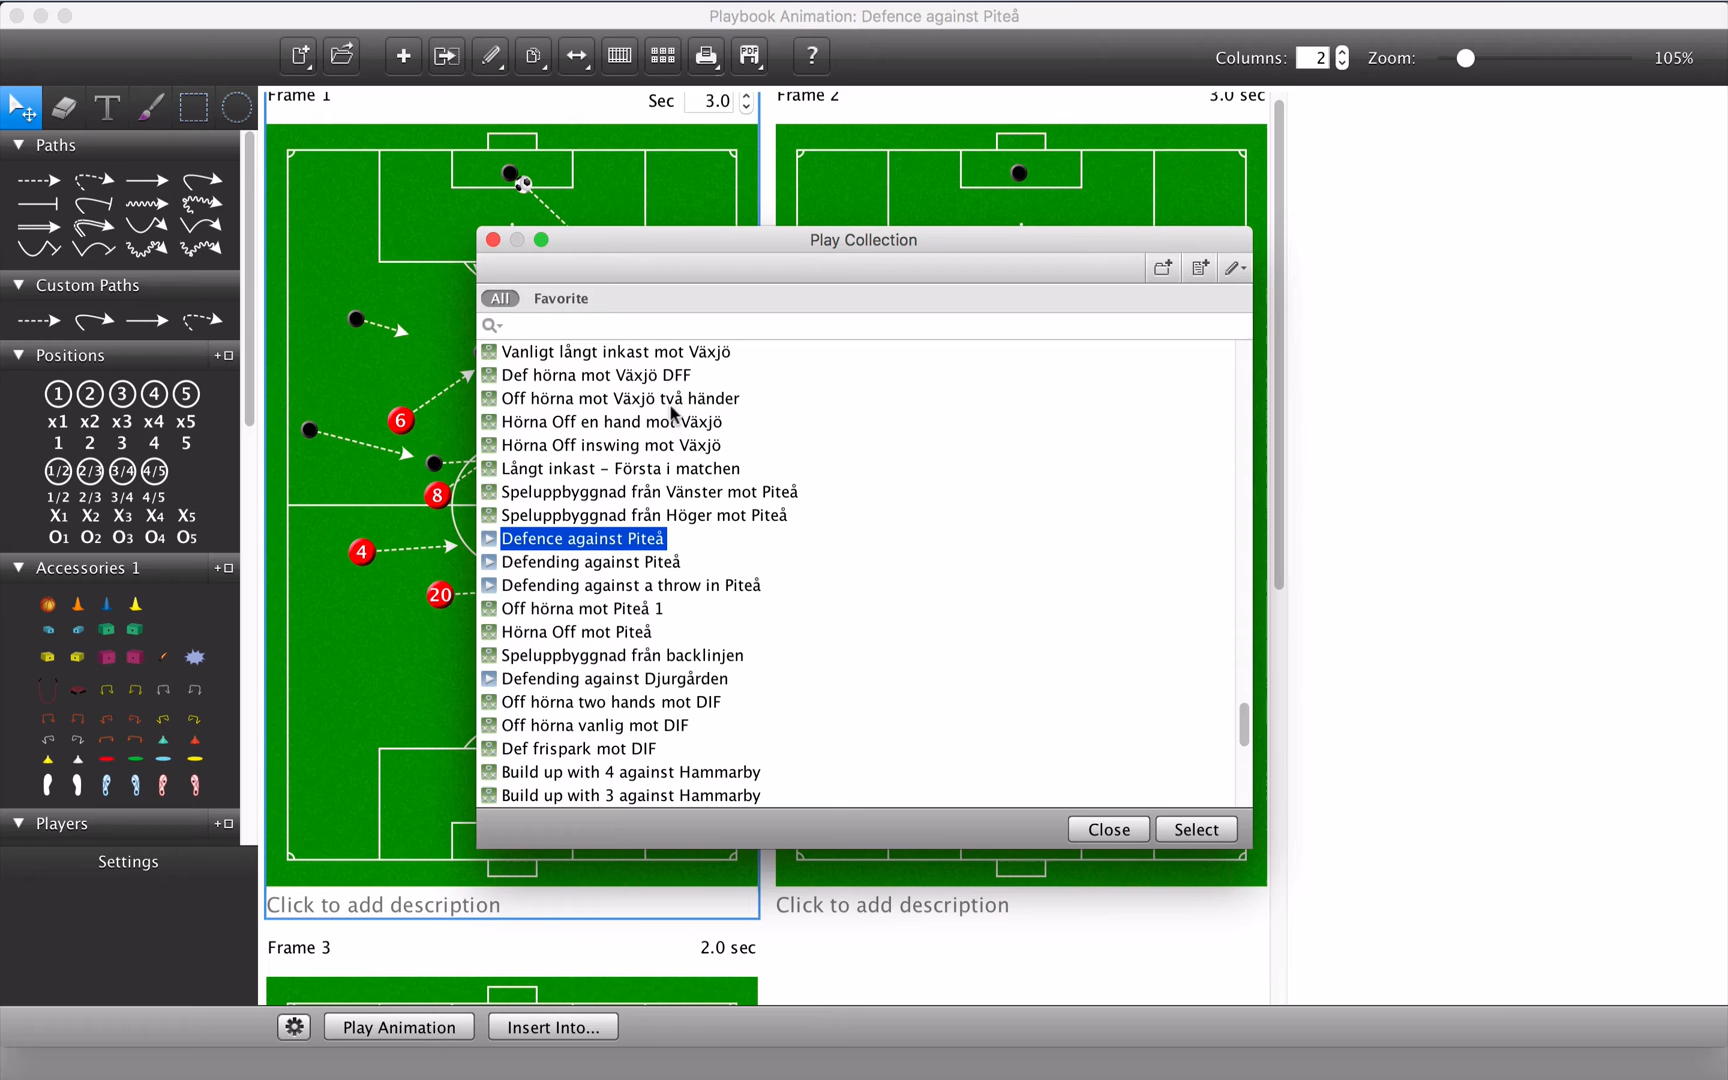 Playbook Animation: Defence against Piteå
Columns: 2 Zoom: 105%
Frame 1 Sec 3.0
Frame 2 3.0 sec
Paths
Custom Paths
Positions
1 2 3 4 5
x1 x2 x3 x4 x5
1 2 3 4 5
1/2 2/3 3/4 4/5
1/2 2/3 3/4 4/5
X1 X2 X3 X4 X5
O1 O2 O3 O4 O5
Accessories 1
Players
Settings
6
8
4
20
Play Collection
All Favorite
Vanligt långt inkast mot Växjö
Def hörna mot Växjö DFF
Off hörna mot Växjö två händer
Hörna Off en hand mot Växjö
Hörna Off inswing mot Växjö
Långt inkast – Första i matchen
Speluppbyggnad från Vänster mot Piteå
Speluppbyggnad från Höger mot Piteå
Defence against Piteå
Defending against Piteå
Defending against a throw in Piteå
Off hörna mot Piteå 1
Hörna Off mot Piteå
Speluppbyggnad från backlinjen
Defending against Djurgården
Off hörna two hands mot DIF
Off hörna vanlig mot DIF
Def frispark mot DIF
Build up with 4 against Hammarby
Build up with 3 against Hammarby
Close Select
Click to add description
Click to add description
Frame 3 2.0 sec
Play Animation Insert Into...
T
PDF
?